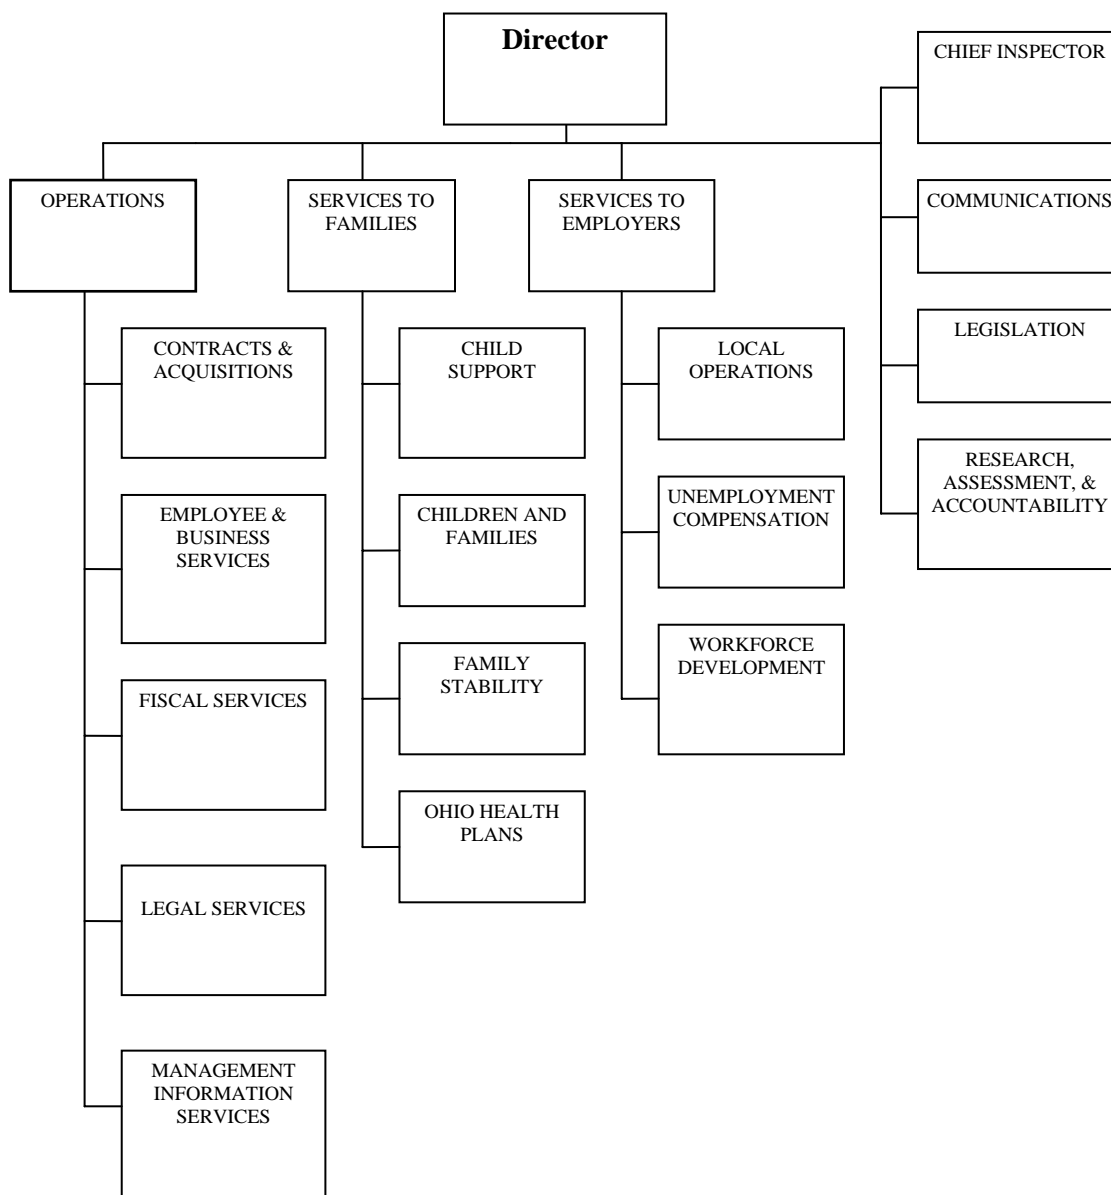 Director
CHIEF INSPECTOR
OPERATIONS
SERVICES TO
FAMILIES
SERVICES TO
EMPLOYERS
COMMUNICATIONS
CONTRACTS &
ACQUISITIONS
CHILD
SUPPORT
LOCAL
OPERATIONS
LEGISLATION
EMPLOYEE &
BUSINESS
SERVICES
CHILDREN AND
FAMILIES
UNEMPLOYMENT
COMPENSATION
RESEARCH,
ASSESSMENT, &
ACCOUNTABILITY
FISCAL SERVICES
FAMILY
STABILITY
WORKFORCE
DEVELOPMENT
OHIO HEALTH
PLANS
LEGAL SERVICES
MANAGEMENT
INFORMATION
SERVICES